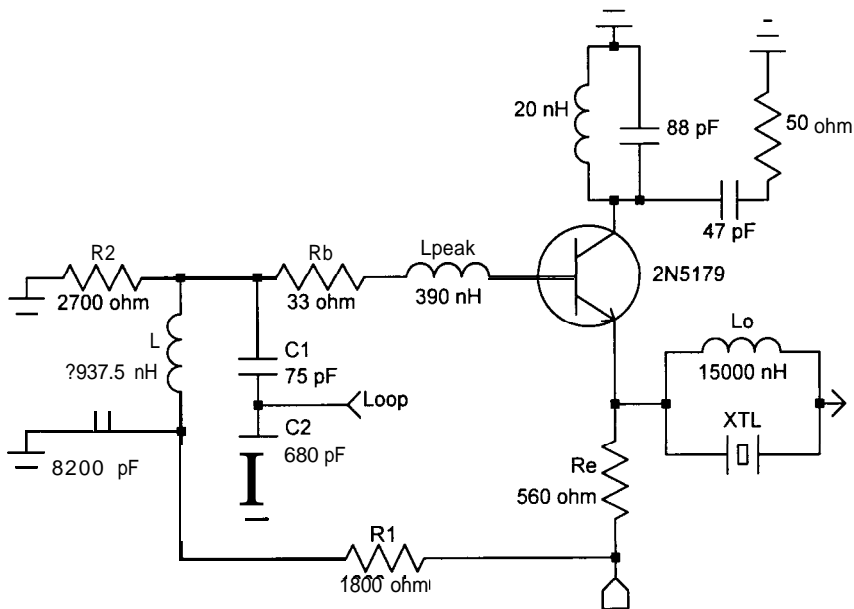 20 nH
88 pF
50 ohm
47 pF
R2
2700 ohm
Rb
33 ohm
Lpeak
390 nH
2N5179
L
?937.5 nH
C1
75 pF
Loop
C2
680 pF
8200 pF
Lo
15000 nH
XTL
Re
560 ohm
R1
1800 ohm